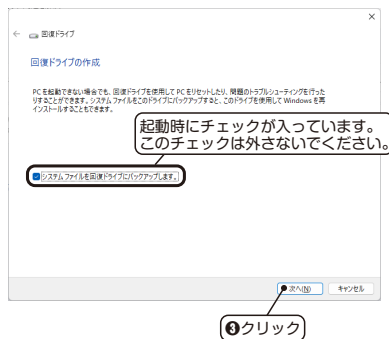 回復ドライブ
回復ドライブの作成
PC を起動できない場合でも、回復ドライブを使用して PC をリセットしたり、問題のトラブルシューティングを行った
りすることができます。システム ファイルをこのドライブにバックアップすると、このドライブを使用して Windows を再
インストールすることもできます。
起動時にチェックが入っています。
このチェックは外さないでください。
システム ファイルを回復ドライブにバックアップします。
次へ(N)
キャンセル
❸クリック